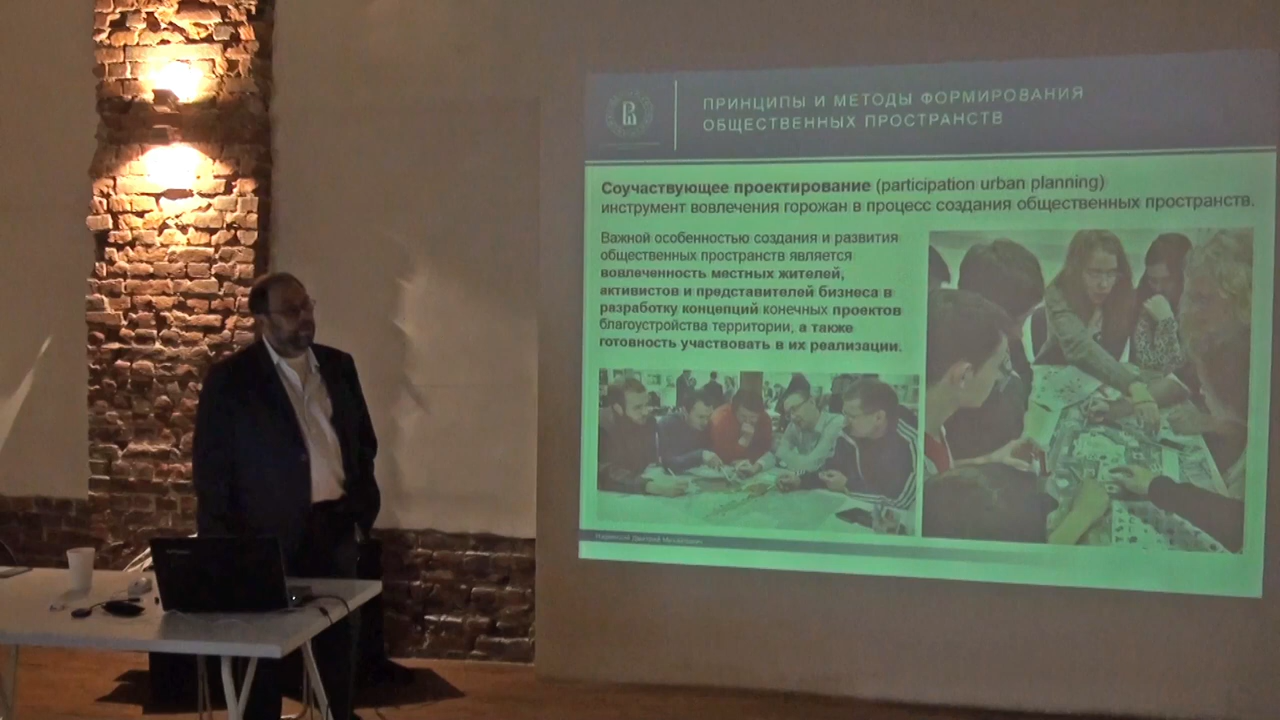 ПРИНЦИПЫ И МЕТОДЫ ФОРМИРОВАНИЯ
ОБЩЕСТВЕННЫХ ПРОСТРАНСТВ
Соучаствующее проектирование (participation urban planning)
инструмент вовлечения горожан в процесс создания общественных пространств.
Важной особенностью создания и развития
общественных пространств является
вовлеченность местных жителей,
активистов и представителей бизнеса в
разработку концепций конечных проектов
благоустройства территории, а также
готовность участвовать в их реализации.
Дмитрий Михайлович